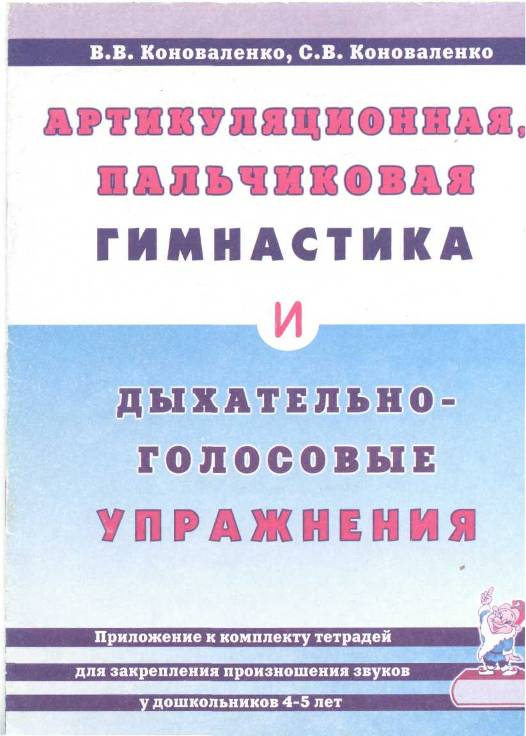 В.В. Коноваленко, С.В. Коноваленко
АРТИКУЛЯЦИОННАЯ,
ПАЛЬЧИКОВАЯ
ГИМНАСТИКА
И
ДЫХАТЕЛЬНО-
ГОЛОСОВЫЕ
УПРАЖНЕНИЯ
Приложение к комплекту тетрадей
для закрепления произношения звуков
у дошкольников 4-5 лет